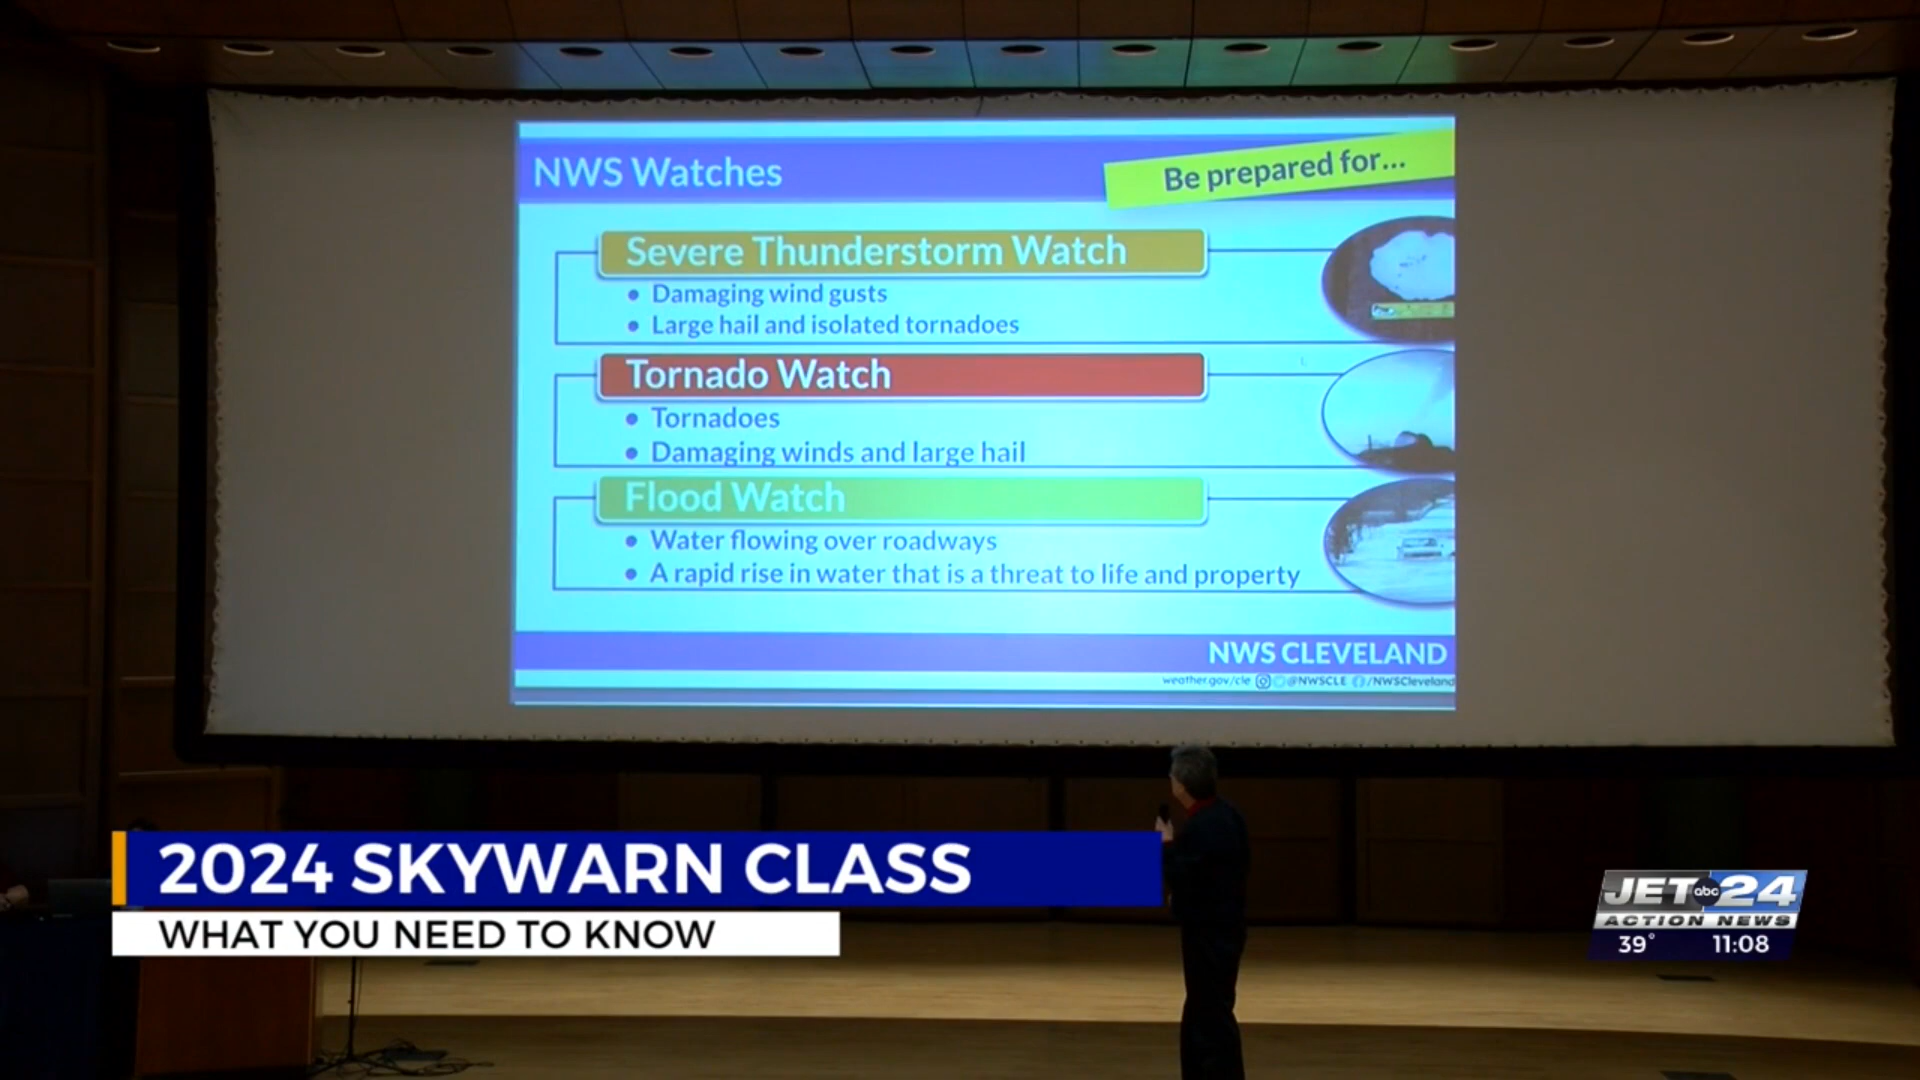 NWS Watches
Be prepared for...
Severe Thunderstorm Watch
• Damaging wind gusts
• Large hail and isolated tornadoes
Tornado Watch
• Tornadoes
• Damaging winds and large hail
Flood Watch
• Water flowing over roadways
• A rapid rise in water that is a threat to life and property
NWS CLEVELAND
weather.gov/cle @NWSCLE /NWSCleveland
2024 SKYWARN CLASS
WHAT YOU NEED TO KNOW
JET abc 24
ACTION NEWS
39° 11:08